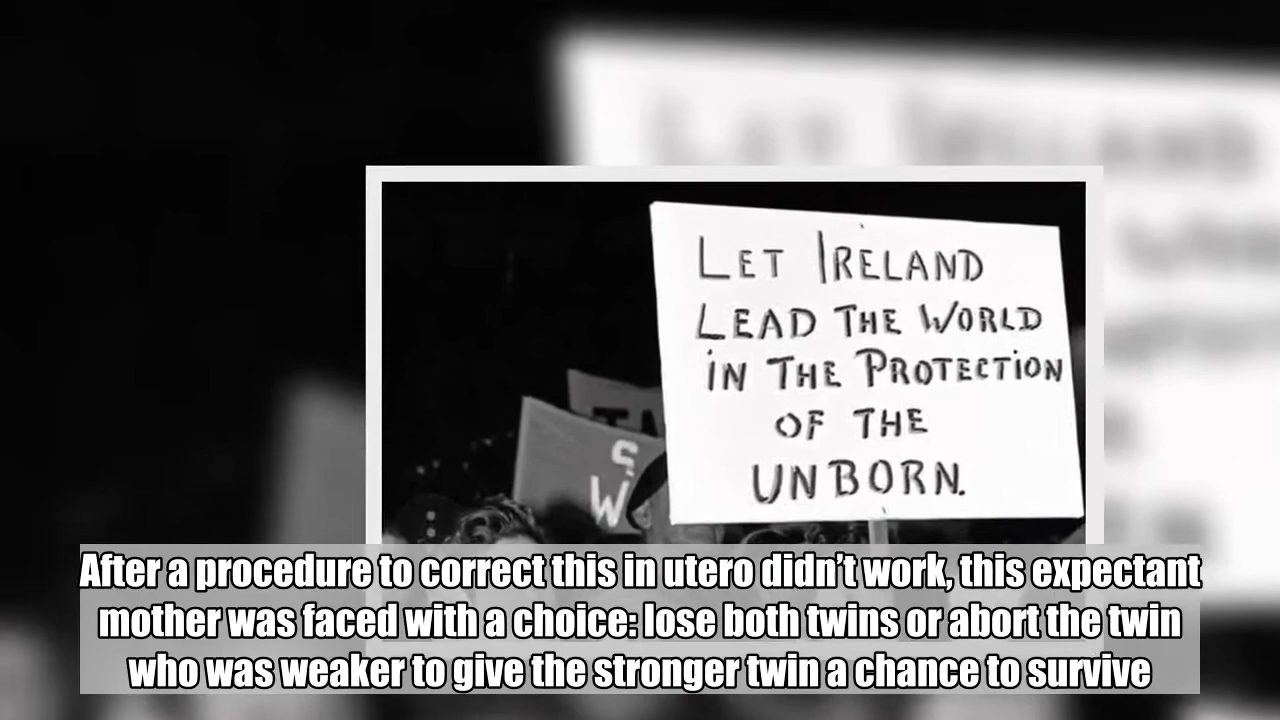 LET IRELAND
LEAD THE WORLD
iN THE PROTECTiON
OF THE
UNBORN.
S
W
After a procedure to correct this in utero didn’t work, this expectant
mother was faced with a choice: lose both twins or abort the twin
who was weaker to give the stronger twin a chance to survive